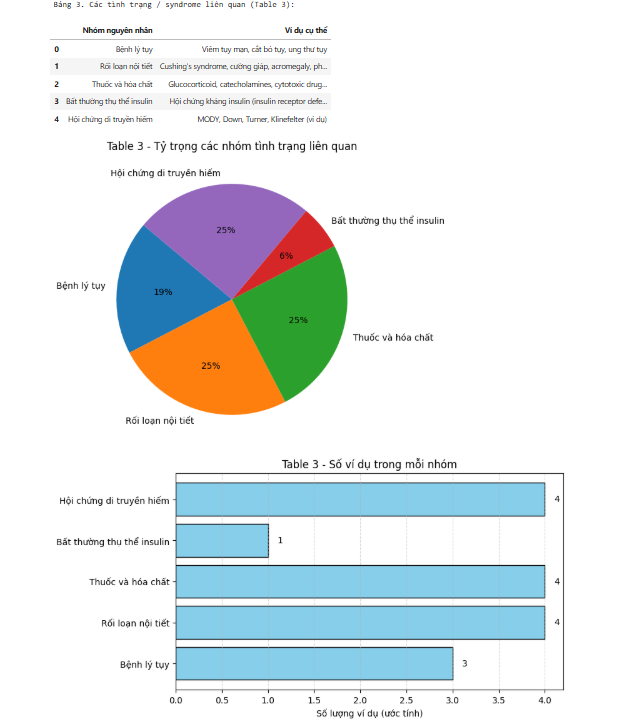 Bảng 3. Các tình trạng / syndrome liên quan (Table 3):
Nhóm nguyên nhân Ví dụ cụ thể
0 Bệnh lý tụy Viêm tụy mạn, cắt bỏ tụy, ung thư tụy
1 Rối loạn nội tiết Cushing's syndrome, cường giáp, acromegaly, ph...
2 Thuốc và hóa chất Glucocorticoid, catecholamines, cytotoxic drug...
3 Bất thường thụ thể insulin Hội chứng kháng insulin (insulin receptor defe...
4 Hội chứng di truyền hiếm MODY, Down, Turner, Klinefelter (ví dụ)
Table 3 - Tỷ trọng các nhóm tình trạng liên quan
Hội chứng di truyền hiếm
Bất thường thụ thể insulin
25%
6%
Bệnh lý tụy
19%
25%
Thuốc và hóa chất
25%
Rối loạn nội tiết
Table 3 - Số ví dụ trong mỗi nhóm
Hội chứng di truyền hiếm 4
Bất thường thụ thể insulin 1
Thuốc và hóa chất 4
Rối loạn nội tiết 4
Bệnh lý tụy 3
0.0 0.5 1.0 1.5 2.0 2.5 3.0 3.5 4.0
Số lượng ví dụ (ước tính)